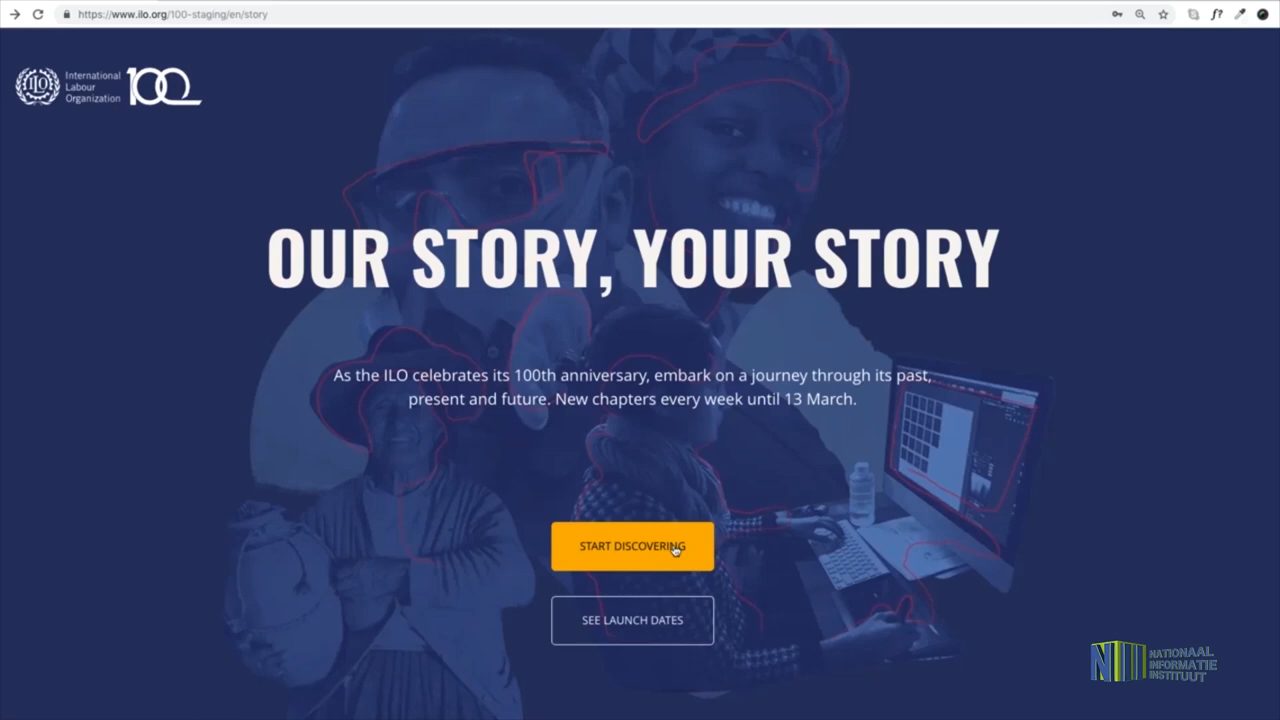 https://www.ilo.org/100-staging/en/story
f?
ILO
International
Labour
Organization
100
OUR STORY, YOUR STORY
As the ILO celebrates its 100th anniversary, embark on a journey through its past,
present and future. New chapters every week until 13 March.
START DISCOVERING
SEE LAUNCH DATES
NII
NATIONAAL
INFORMATIE
INSTITUUT